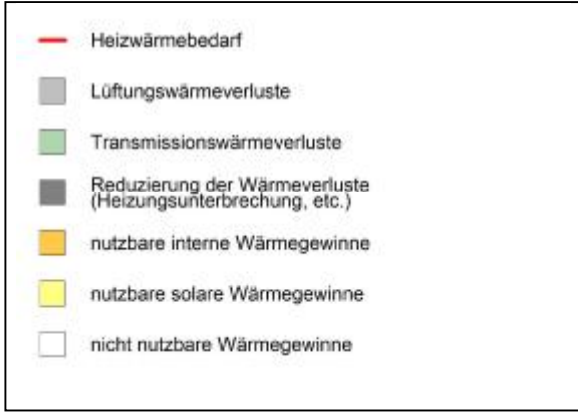 Heizwärmebedarf
Lüftungswärmeverluste
Transmissionswärmeverluste
Reduzierung der Wärmeverluste
(Heizungsunterbrechung, etc.)
nutzbare interne Wärmegewinne
nutzbare solare Wärmegewinne
nicht nutzbare Wärmegewinne